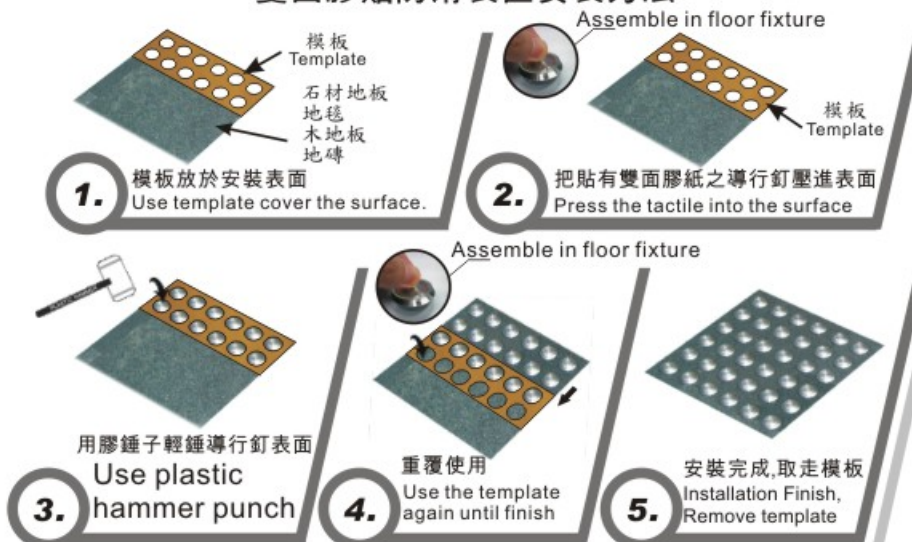 Assemble in floor fixture
模板
Template
石材地板
地毯
木地板
地磚
1.
模板放於安裝表面
Use template cover the surface.
模板
Template
2.
把貼有雙面膠紙之導行釘壓進表面
Press the tactile into the surface
Assemble in floor fixture
PLASTIC HAMMER
3.
用膠錘子輕錘導行釘表面
Use plastic
hammer punch
4.
重覆使用
Use the template
again until finish
5.
安裝完成,取走模板
Installation Finish,
Remove template